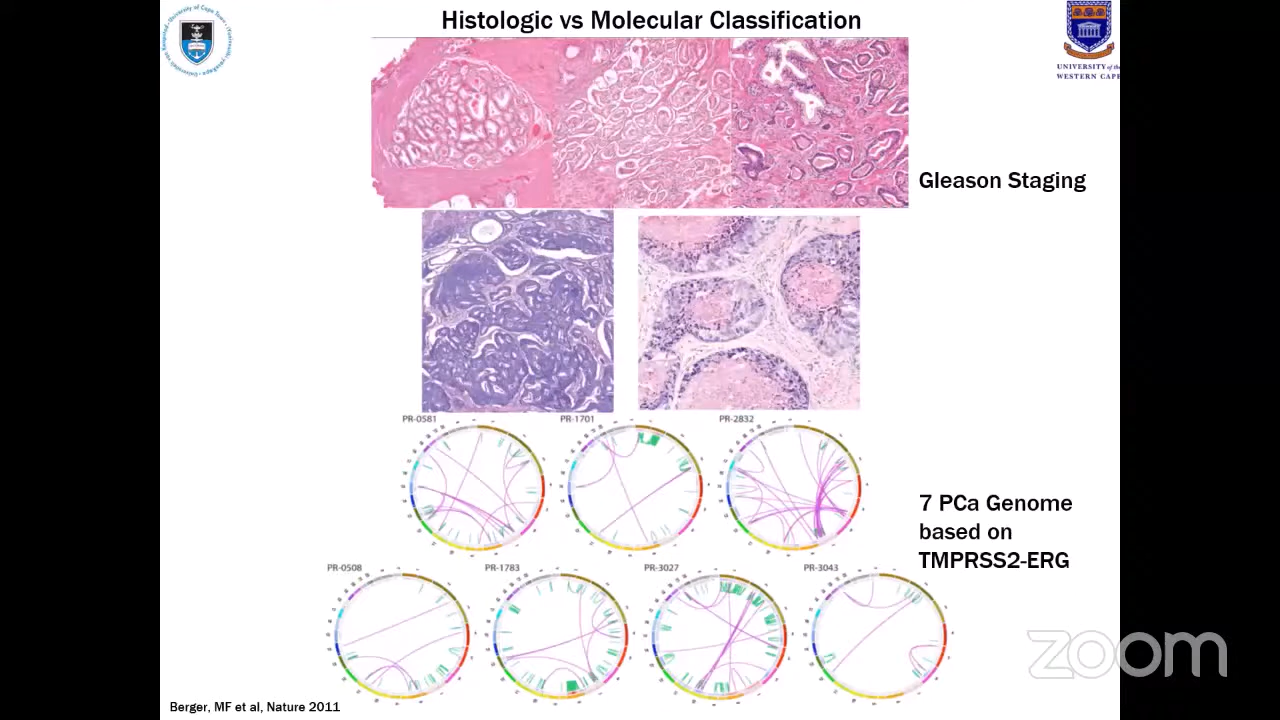 Histologic vs Molecular Classification
UNIVERSITY of the
WESTERN CAPE
Gleason Staging
PR-0581
PR-1701
PR-2832
7 PCa Genome
based on
TMPRSS2-ERG
PR-0508
PR-1783
PR-3027
PR-3043
zoom
Berger, MF et al, Nature 2011